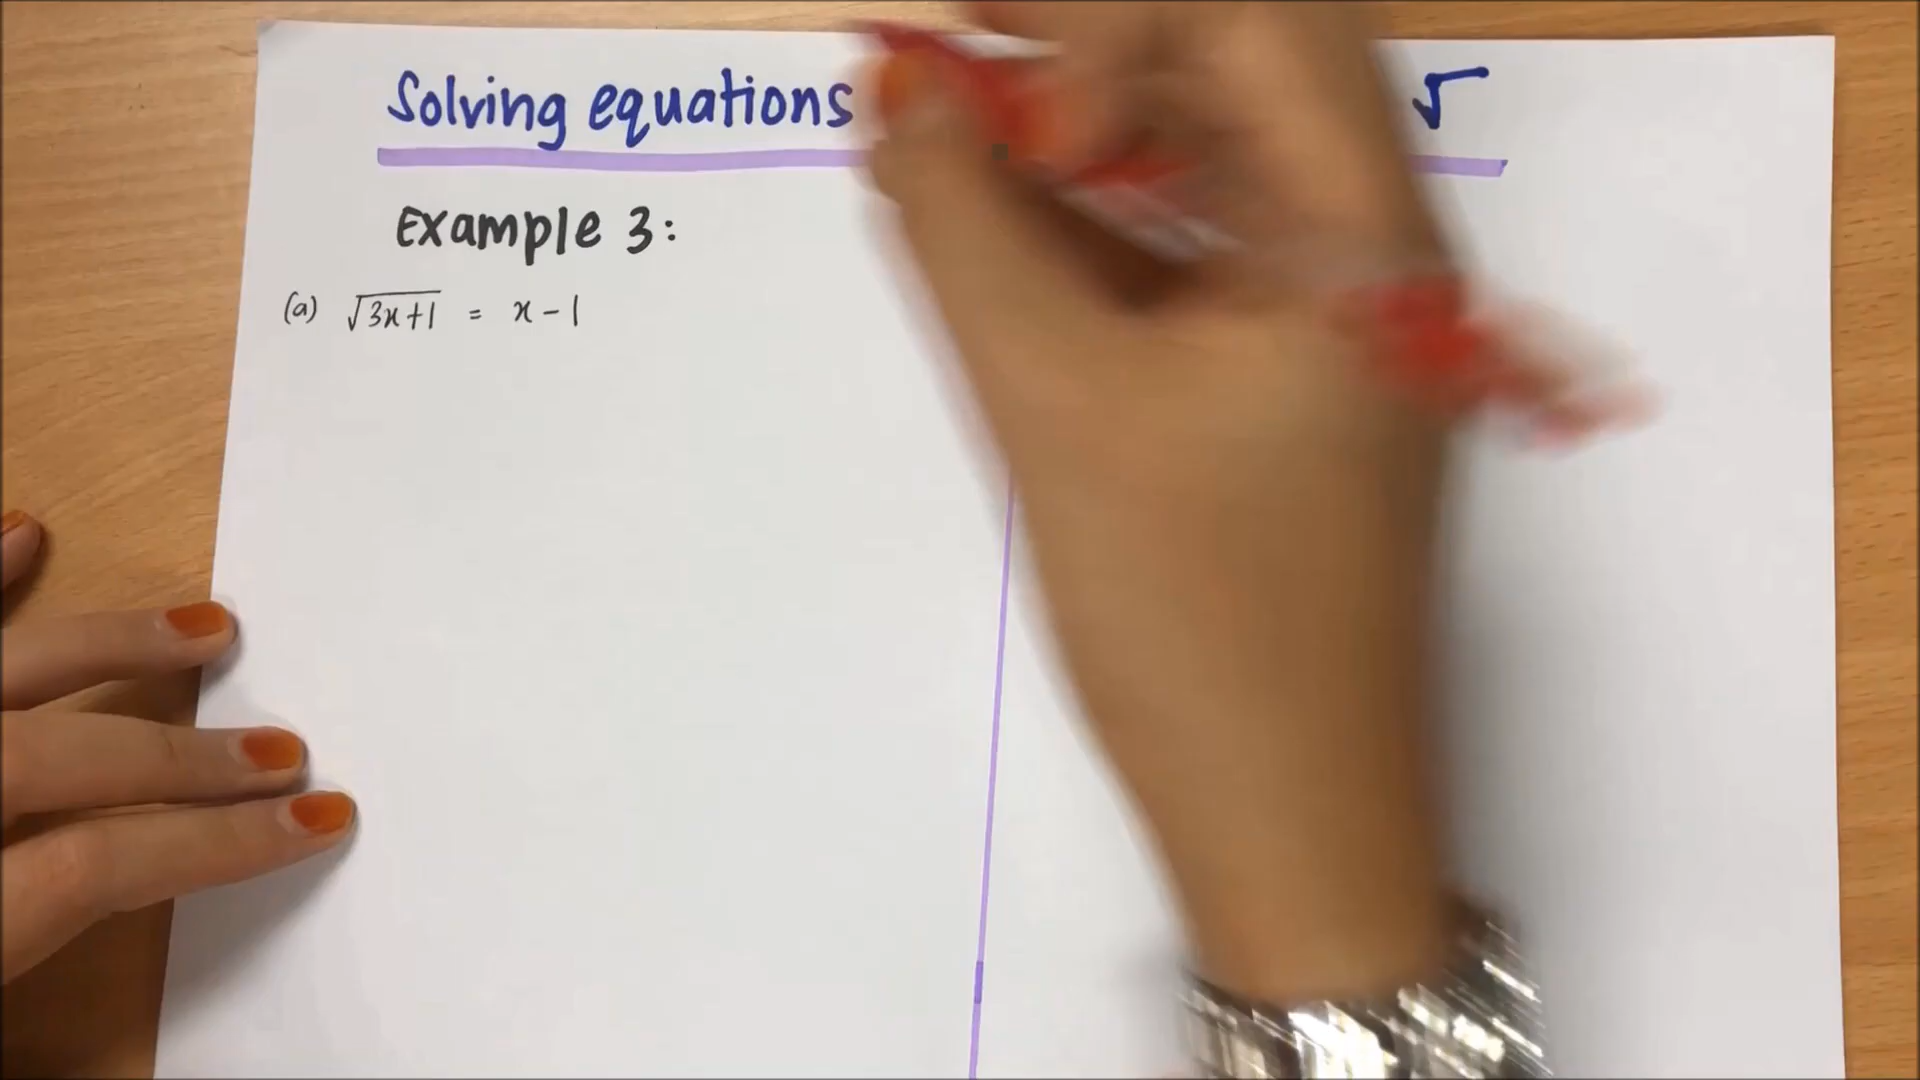 Solving equations √
Example 3:
(a) √3x+1 = x - 1